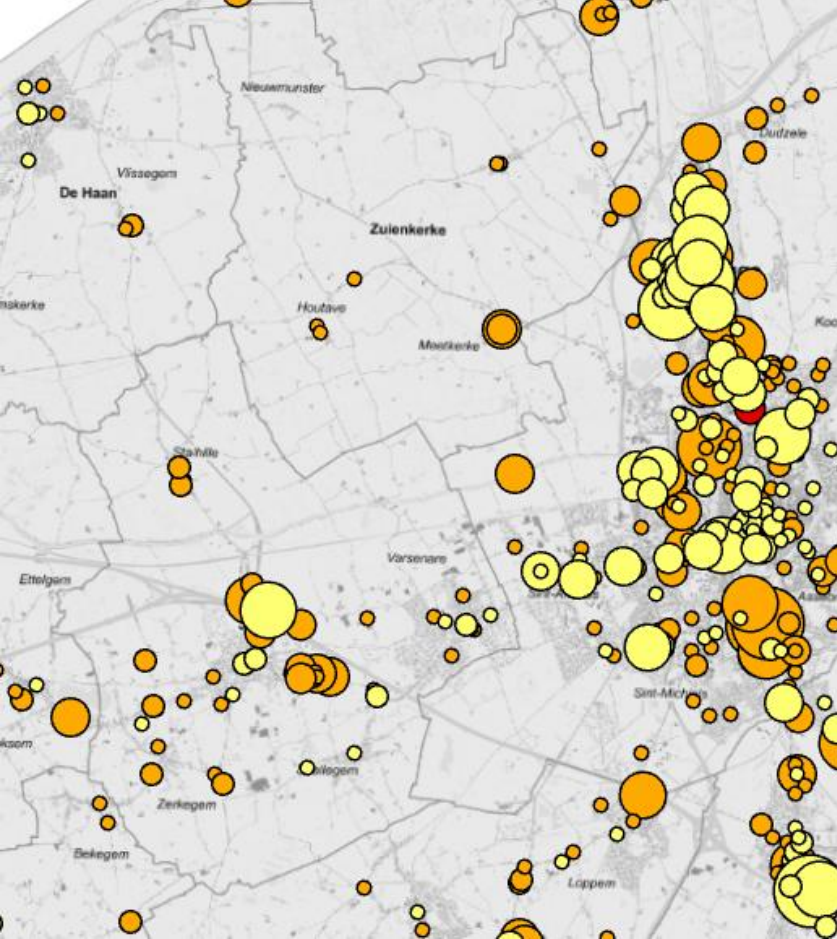 Nieuwmunster
Dudzele
Vlissegem
De Haan
Zuienkerke
Houtave
Meetkerke
Stalhille
Varsenare
Ettelgem
Sint-Michiels
Zerkegem
Bekegem
Loppem